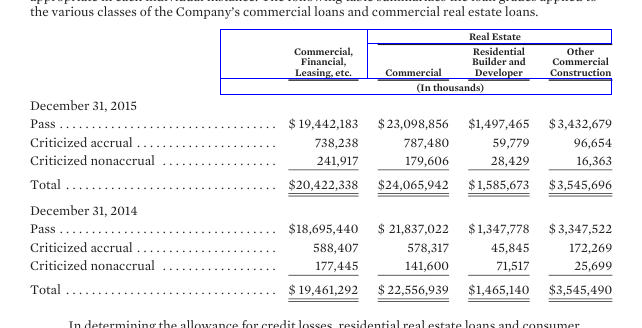 the various classes of the Company's commercial loans and commercial real estate loans.
Real Estate
Commercial, Financial, Leasing, etc. Commercial Residential Builder and Developer Other Commercial Construction
(In thousands)
December 31, 2015
Pass . . . . . . . . . . . . . . . . . . . . . . . . . . . . . . . . . $ 19,442,183 $ 23,098,856 $1,497,465 $ 3,432,679
Criticized accrual . . . . . . . . . . . . . . . . . . . . . 738,238 787,480 59,779 96,654
Criticized nonaccrual . . . . . . . . . . . . . . . . . 241,917 179,606 28,429 16,363
Total . . . . . . . . . . . . . . . . . . . . . . . . . . . . . . . . $20,422,338 $24,065,942 $1,585,673 $3,545,696
December 31, 2014
Pass . . . . . . . . . . . . . . . . . . . . . . . . . . . . . . . . . $18,695,440 $ 21,837,022 $1,347,778 $ 3,347,522
Criticized accrual . . . . . . . . . . . . . . . . . . . . . 588,407 578,317 45,845 172,269
Criticized nonaccrual . . . . . . . . . . . . . . . . . 177,445 141,600 71,517 25,699
Total . . . . . . . . . . . . . . . . . . . . . . . . . . . . . . . . $ 19,461,292 $ 22,556,939 $1,465,140 $3,545,490
In determining the allowance for credit losses, residential real estate loans and consumer